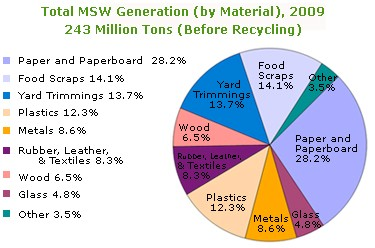 Total MSW Generation (by Material), 2009
243 Million Tons (Before Recycling)
Paper and Paperboard 28.2%
Food Scraps 14.1%
Yard Trimmings 13.7%
Plastics 12.3%
Metals 8.6%
Rubber, Leather,
& Textiles 8.3%
Wood 6.5%
Glass 4.8%
Other 3.5%
Food
Scraps
14.1%
Other
3.5%
Yard
Trimmings
13.7%
Paper and
Paperboard
28.2%
Wood
6.5%
Rubber, Leather,
& Textiles
8.3%
Plastics
12.3%
Metals
8.6%
Glass
4.8%